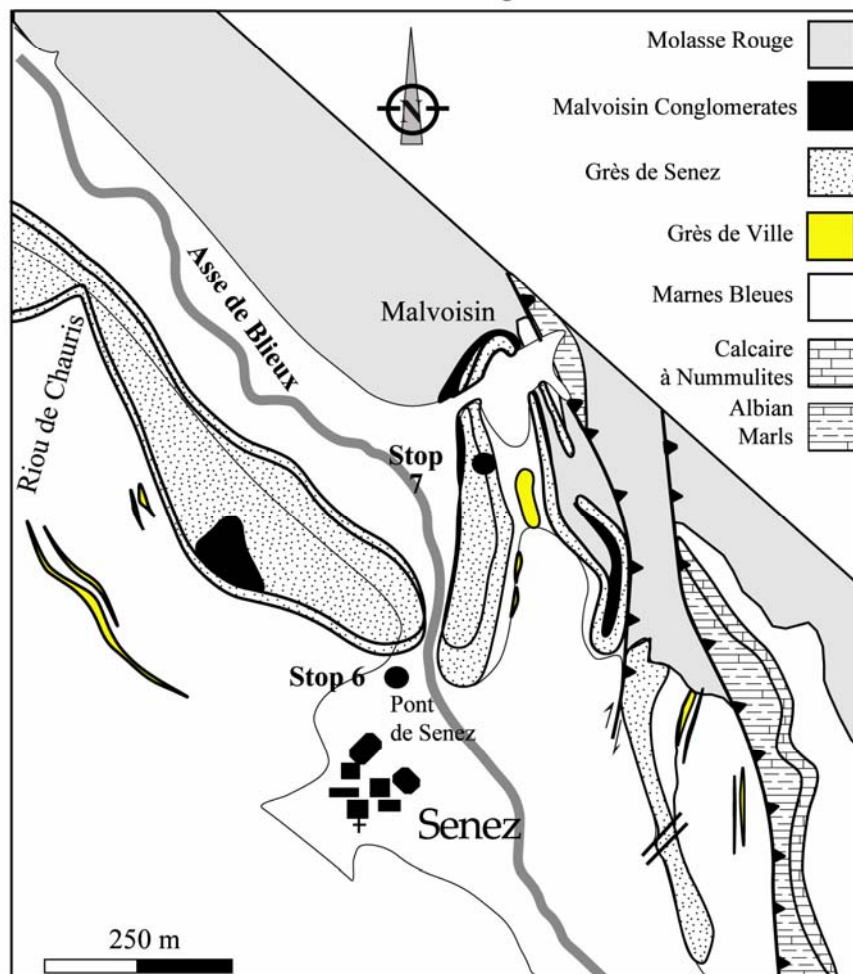 N
Molasse Rouge
Malvoisin Conglomerates
Grès de Senez
Grès de Ville
Marnes Bleues
Calcaire
à Nummulites
Albian
Marls
Asse de Blieux
Malvoisin
Riou de Chauris
Stop
7
Stop 6
Pont
de Senez
Senez
250 m